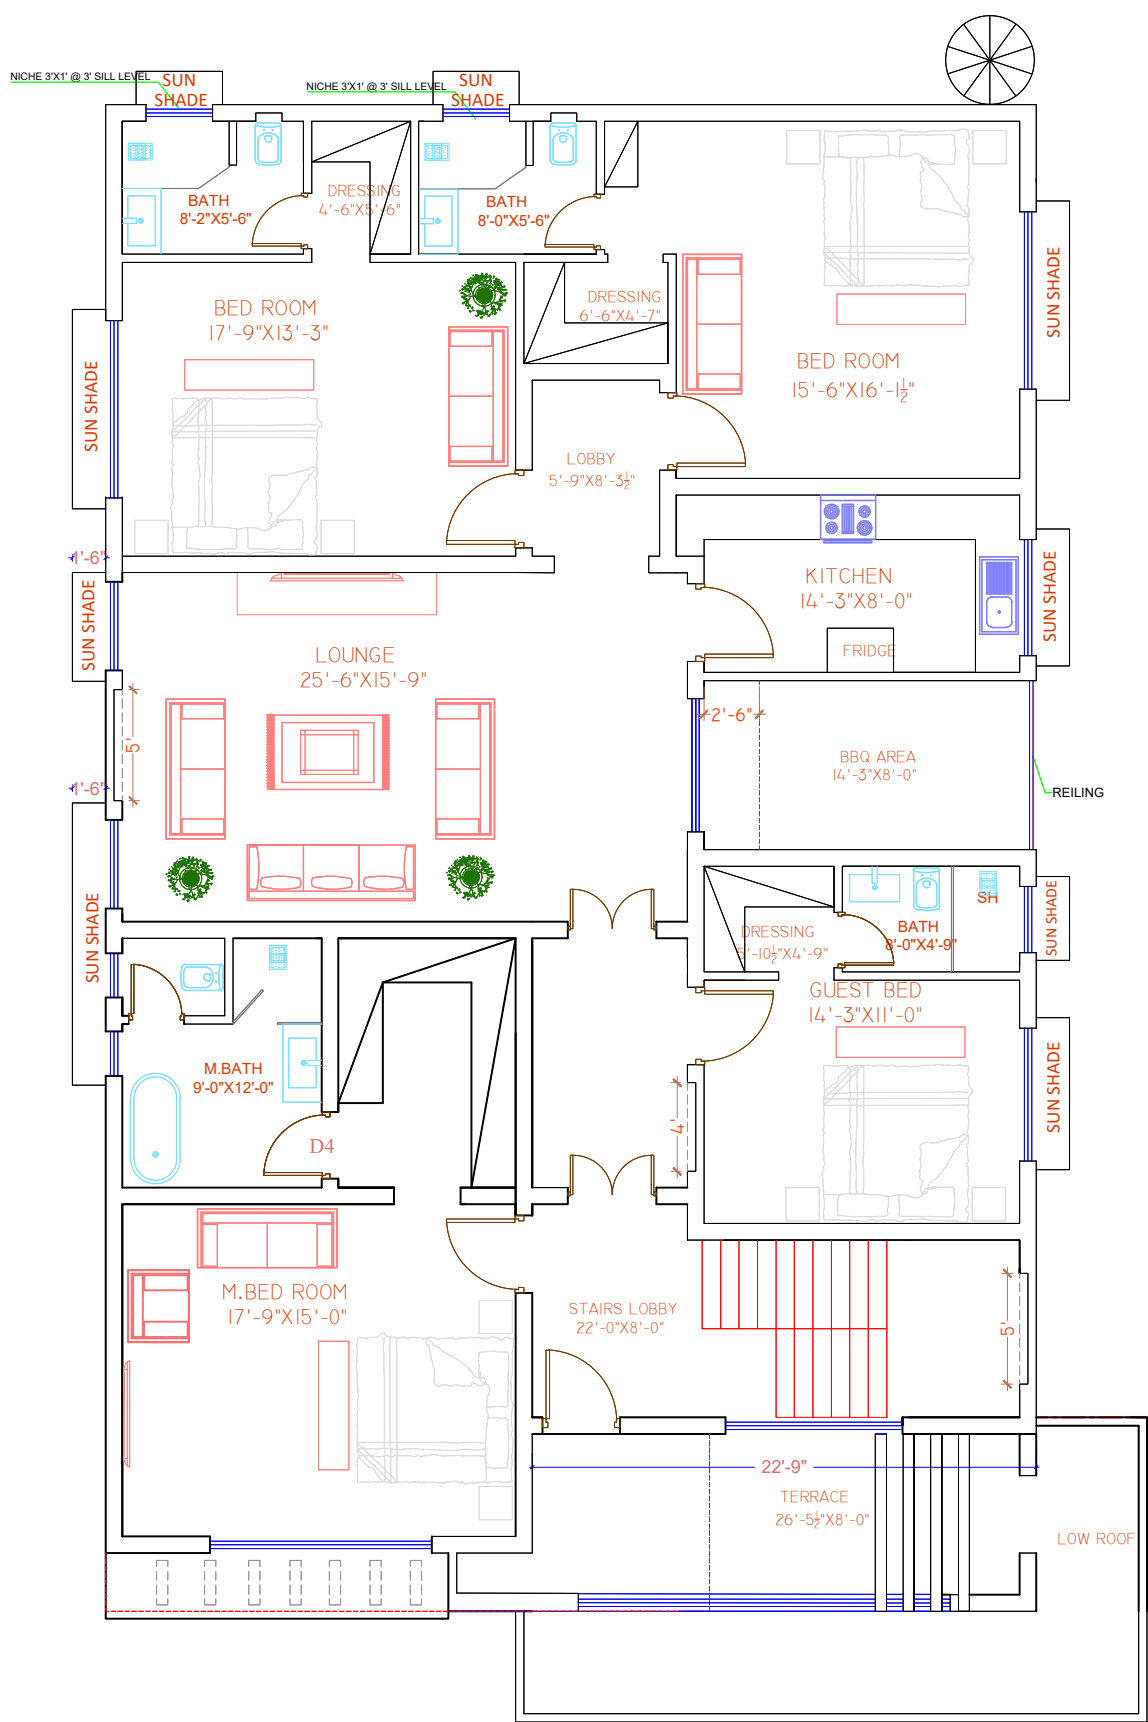 NICHE 3'X1' @ 3' SILL LEVEL
SUN
SHADE
NICHE 3'X1' @ 3' SILL LEVEL
SUN
SHADE
BATH
8'-2"X5'-6"
DRESSING
4'-6"X5'-6"
BATH
8'-0"X5'-6"
SUN SHADE
BED ROOM
17'-9"X13'-3"
DRESSING
6'-6"X4'-7"
BED ROOM
15'-6"X16'-1½"
SUN SHADE
LOBBY
5'-9"X8'-3½"
1'-6"
SUN SHADE
KITCHEN
14'-3"X8'-0"
FRIDGE
SUN SHADE
LOUNGE
25'-6"X15'-9"
5'
1'-6"
2'-6"
BBQ AREA
14'-3"X8'-0"
REILING
SUN SHADE
DRESSING
5'-10½"X4'-9"
BATH
8'-0"X4'-9"
SH
SUN SHADE
GUEST BED
14'-3"X11'-0"
SUN SHADE
M.BATH
9'-0"X12'-0"
D4
4'
M.BED ROOM
17'-9"X15'-0"
STAIRS LOBBY
22'-0"X8'-0"
5'
22'-9"
TERRACE
26'-5½"X8'-0"
LOW ROOF